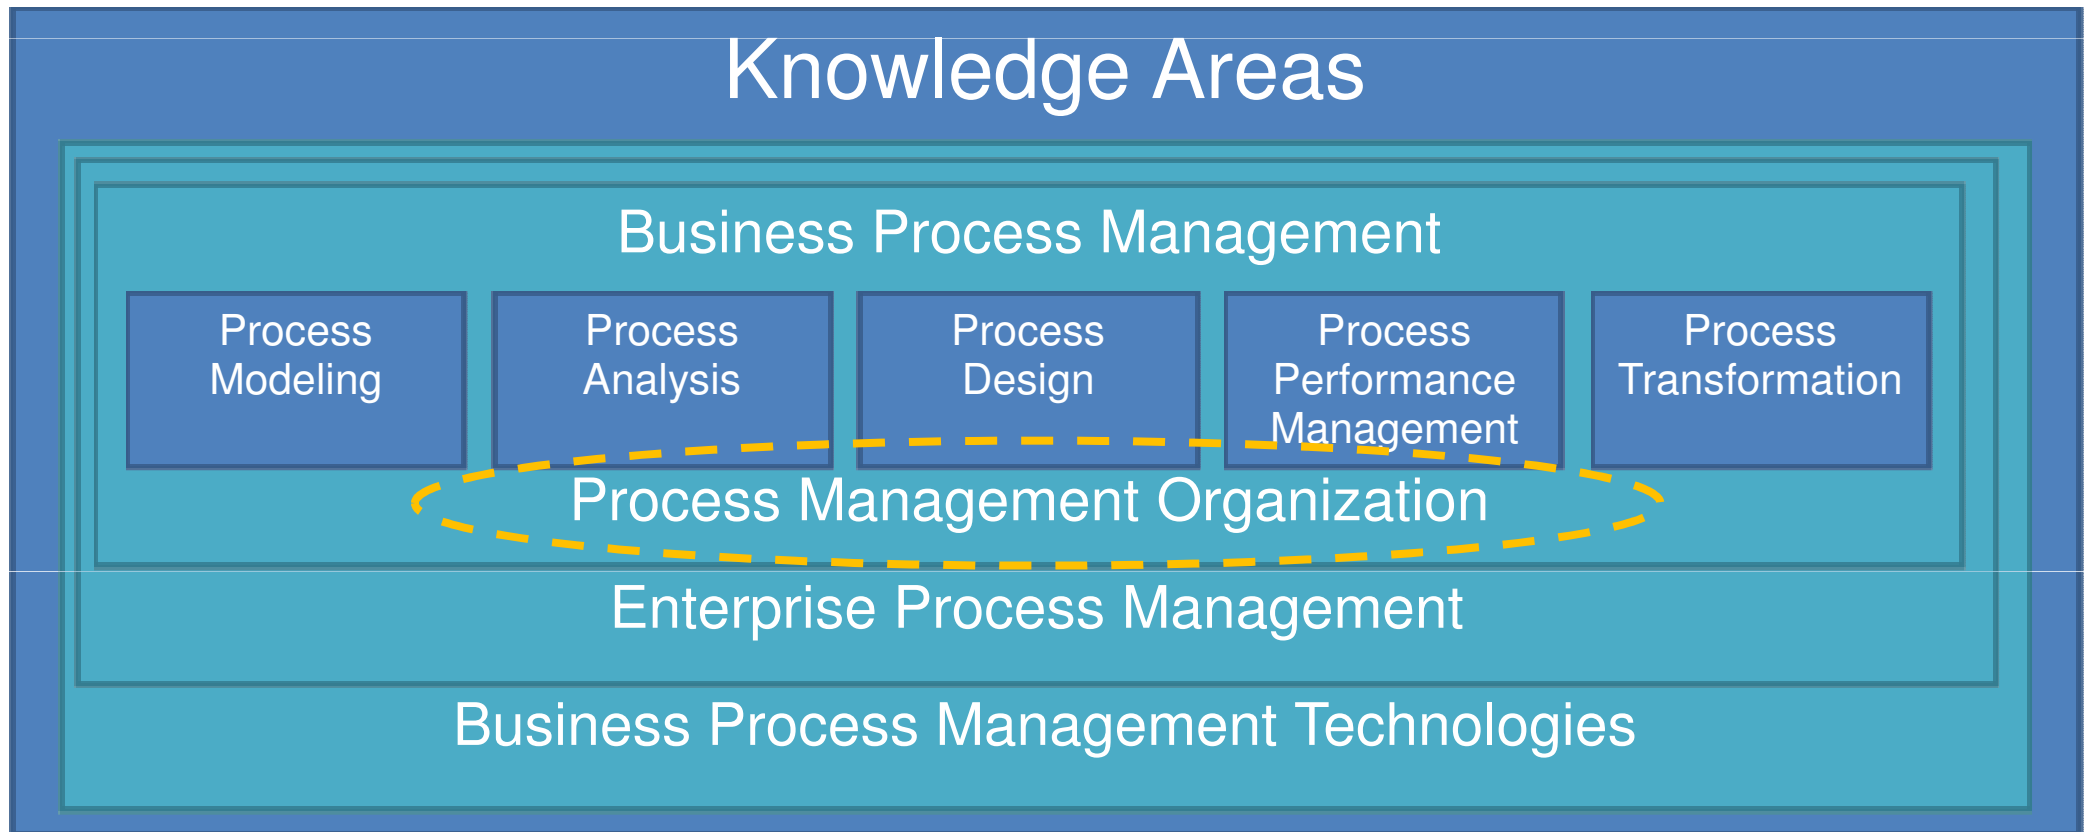 Knowledge Areas
Business Process Management
Process
Modeling
Process
Analysis
Process
Design
Process
Performance
Management
Process
Transformation
Process Management Organization
Enterprise Process Management
Business Process Management Technologies